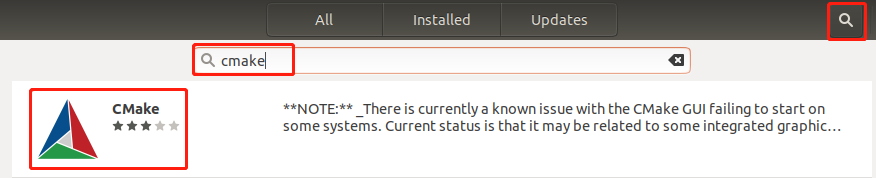 All
Installed
Updates
cmake
CMake
**NOTE:** _There is currently a known issue with the CMake GUI failing to start on
some systems. Current status is that it may be related to some integrated graphic...